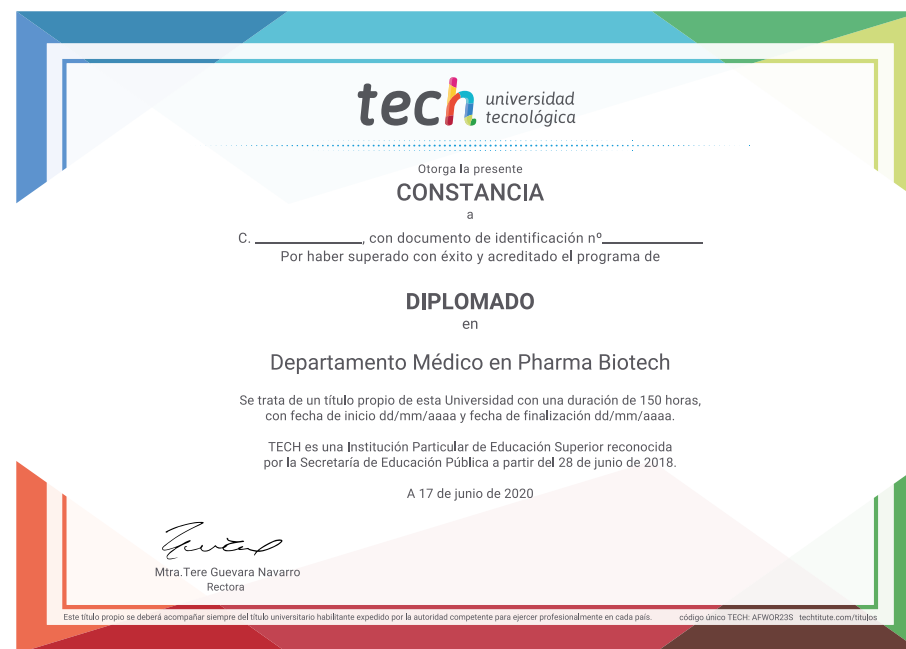 tech universidad
tecnológica
Otorga la presente
CONSTANCIA
a
C. ____________, con documento de identificación nº____________
Por haber superado con éxito y acreditado el programa de
DIPLOMADO
en
Departamento Médico en Pharma Biotech
Se trata de un título propio de esta Universidad con una duración de 150 horas,
con fecha de inicio dd/mm/aaaa y fecha de finalización dd/mm/aaaa.
TECH es una Institución Particular de Educación Superior reconocida
por la Secretaría de Educación Pública a partir del 28 de junio de 2018.
A 17 de junio de 2020
Mtra.Tere Guevara Navarro
Rectora
Este título propio se deberá acompañar siempre del título universitario habilitante expedido por la autoridad competente para ejercer profesionalmente en cada país. código único TECH: AFWOR23S techtitute.com/titulos